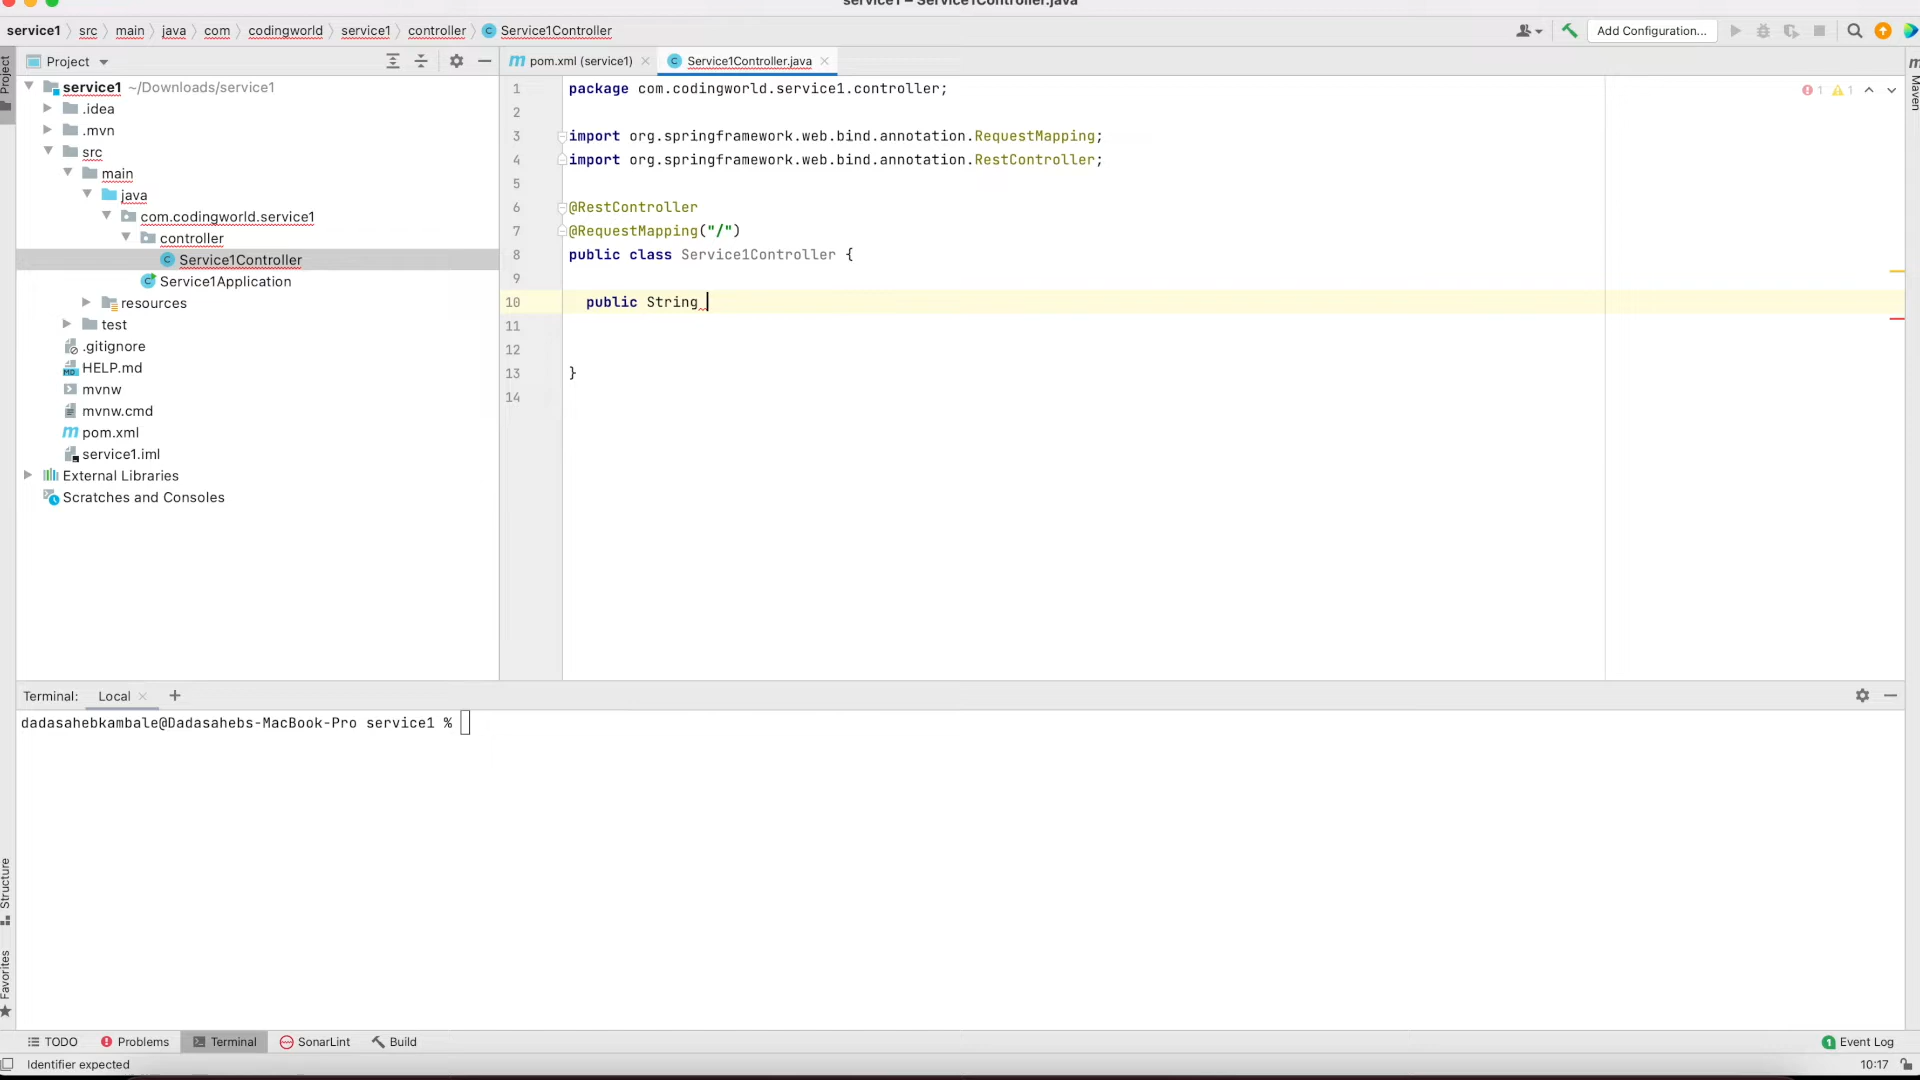 service1 – Service1Controller.java
service1 src main java com codingworld service1 controller Service1Controller
Add Configuration...
Project
Project
service1 ~/Downloads/service1
.idea
.mvn
src
main
java
com.codingworld.service1
controller
Service1Controller
Service1Application
resources
test
.gitignore
HELP.md
mvnw
mvnw.cmd
pom.xml
service1.iml
External Libraries
Scratches and Consoles
pom.xml (service1) Service1Controller.java
1 package com.codingworld.service1.controller;
2
3 import org.springframework.web.bind.annotation.RequestMapping;
4 import org.springframework.web.bind.annotation.RestController;
5
6 @RestController
7 @RequestMapping("/")
8 public class Service1Controller {
9
10 public String
11
12
13 }
14
1 1
Maven
Terminal: Local
dadasahebkambale@Dadasahebs-MacBook-Pro service1 %
Structure
Favorites
TODO Problems Terminal SonarLint Build
1 Event Log
Identifier expected
10:17